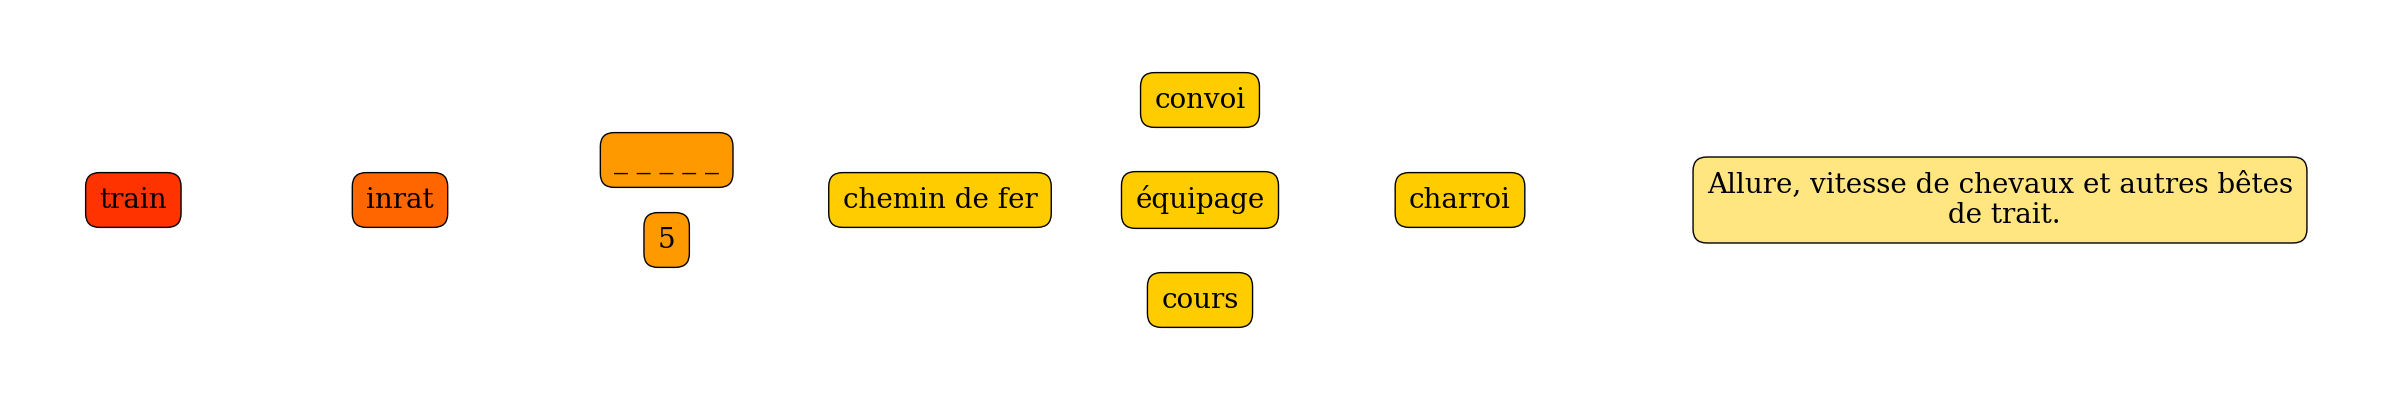 train
inrat
_ _ _ _ _
5
chemin de fer
convoi
équipage
cours
charroi
Allure, vitesse de chevaux et autres bêtes
de trait.